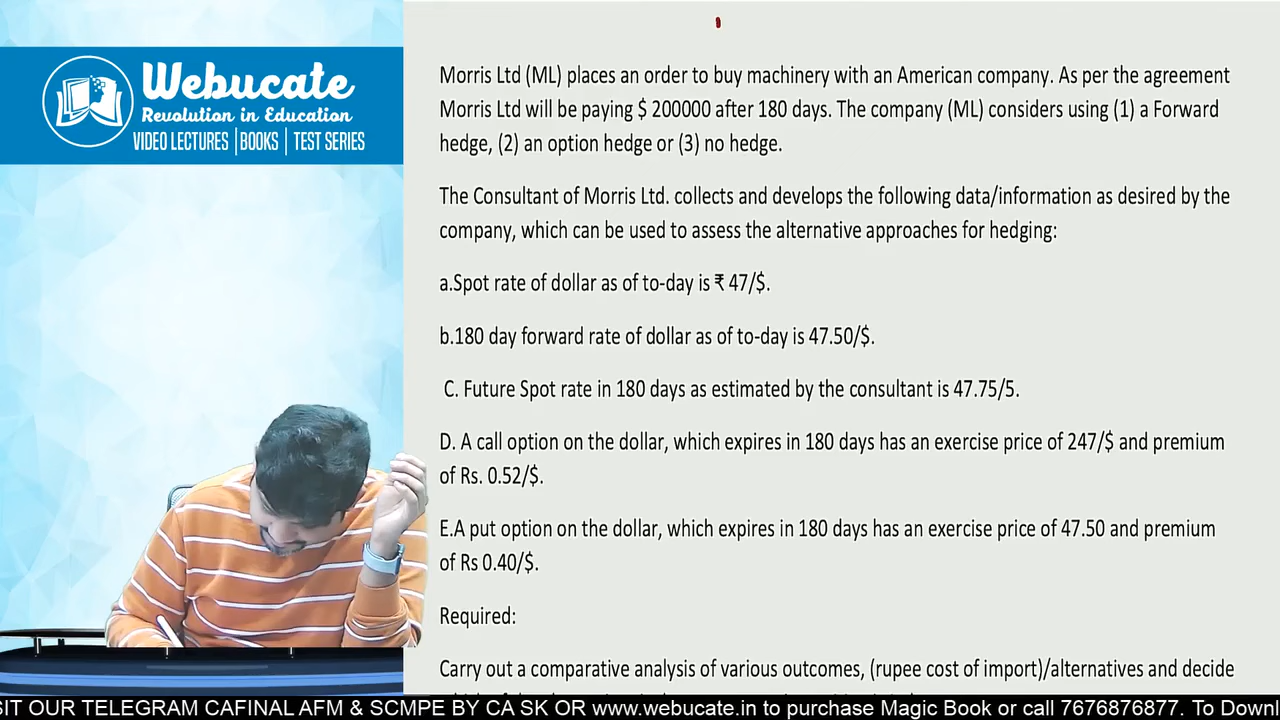 Webucate
Revolution in Education
VIDEO LECTURES | BOOKS | TEST SERIES
Morris Ltd (ML) places an order to buy machinery with an American company. As per the agreement
Morris Ltd will be paying $ 200000 after 180 days. The company (ML) considers using (1) a Forward
hedge, (2) an option hedge or (3) no hedge.
The Consultant of Morris Ltd. collects and develops the following data/information as desired by the
company, which can be used to assess the alternative approaches for hedging:
a.Spot rate of dollar as of to-day is ₹ 47/$.
b.180 day forward rate of dollar as of to-day is 47.50/$.
C. Future Spot rate in 180 days as estimated by the consultant is 47.75/5.
D. A call option on the dollar, which expires in 180 days has an exercise price of 247/$ and premium
of Rs. 0.52/$.
E.A put option on the dollar, which expires in 180 days has an exercise price of 47.50 and premium
of Rs 0.40/$.
Required:
Carry out a comparative analysis of various outcomes, (rupee cost of import)/alternatives and decide
SIT OUR TELEGRAM CAFINAL AFM & SCMPE BY CA SK OR www.webucate.in to purchase Magic Book or call 7676876877. To Downl